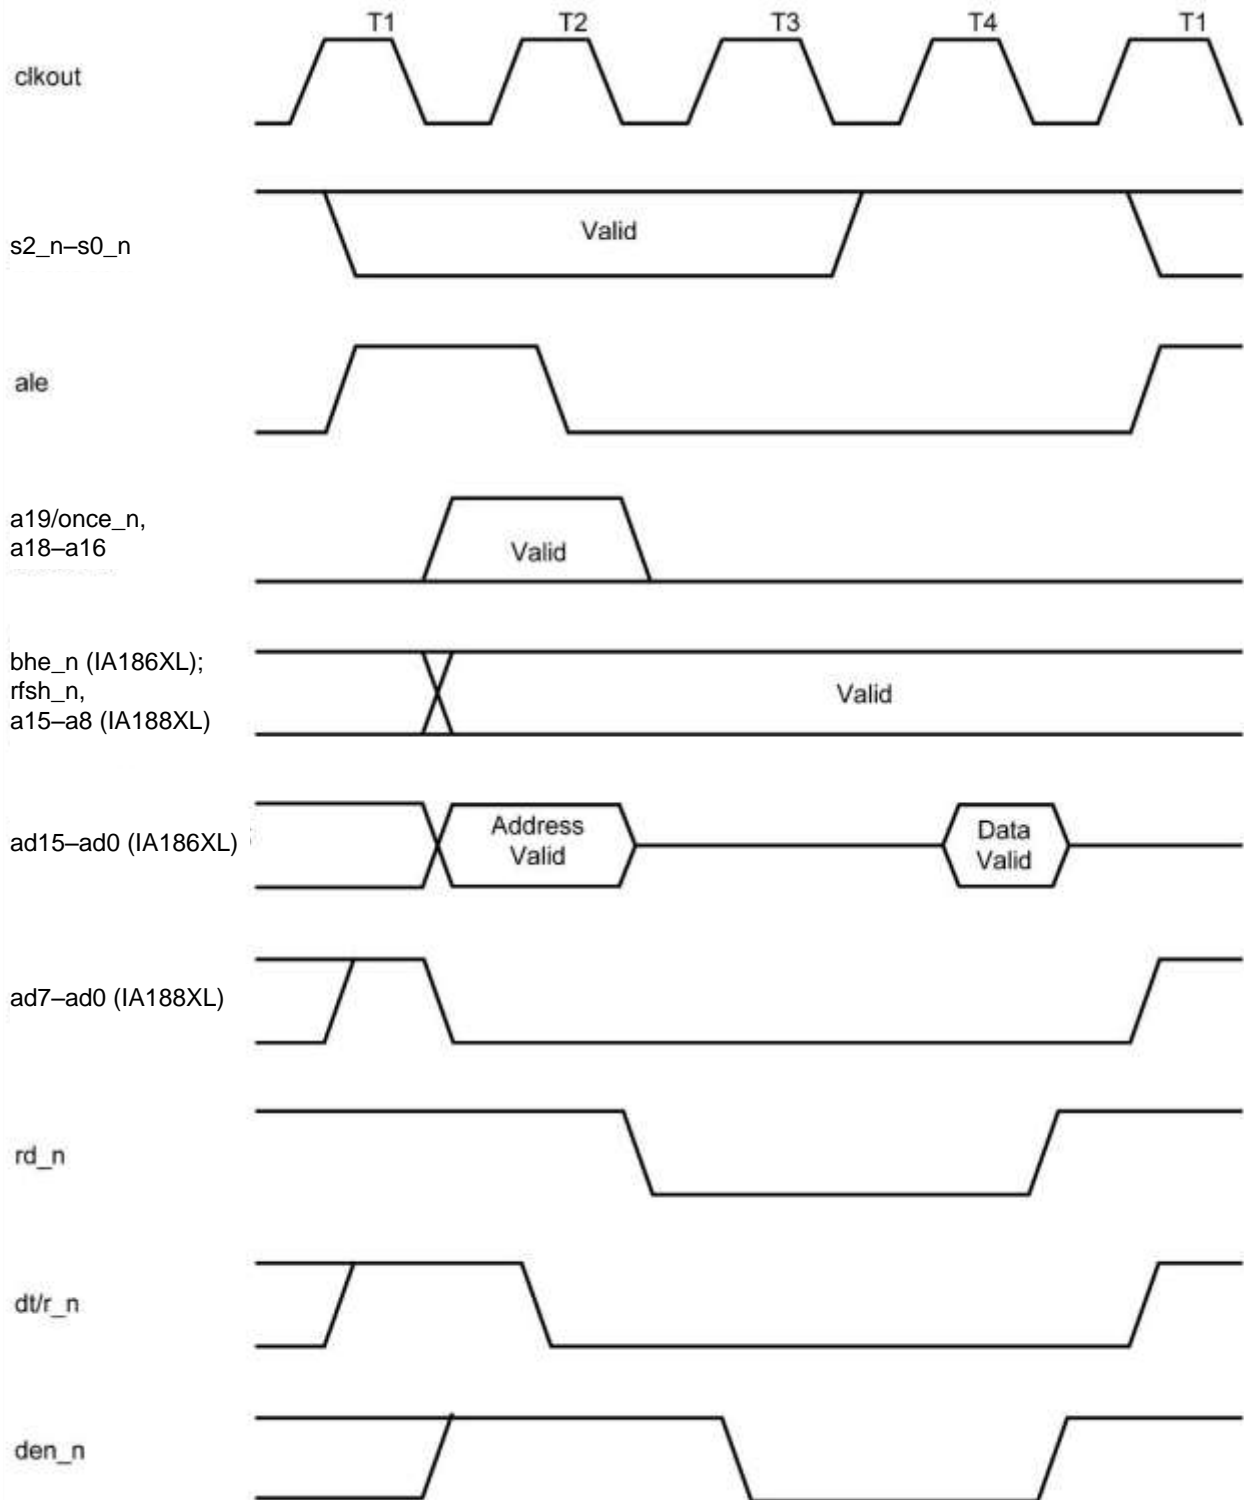 T1 T2 T3 T4 T1
clkout
Valid
s2_n–s0_n
ale
a19/once_n,
a18–a16
Valid
bhe_n (IA186XL);
rfsh_n,
a15–a8 (IA188XL)
Valid
ad15–ad0 (IA186XL)
Address
Valid
Data
Valid
ad7–ad0 (IA188XL)
rd_n
dt/r_n
den_n